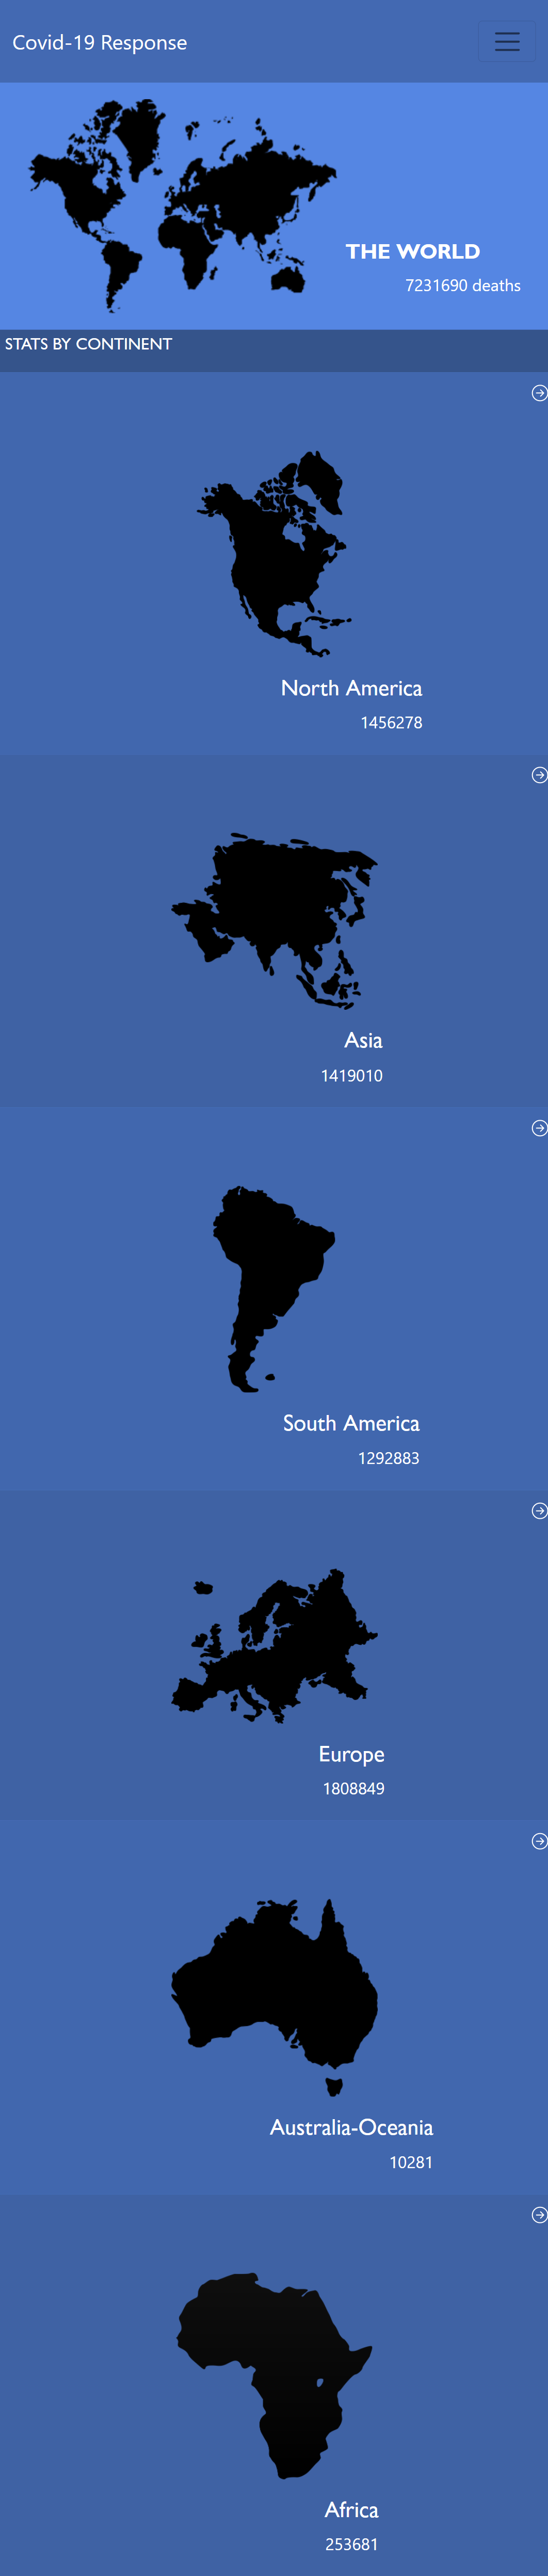 Covid-19 Response
THE WORLD
7231690 deaths
STATS BY CONTINENT
North America
1456278
Asia
1419010
South America
1292883
Europe
1808849
Australia-Oceania
10281
Africa
253681